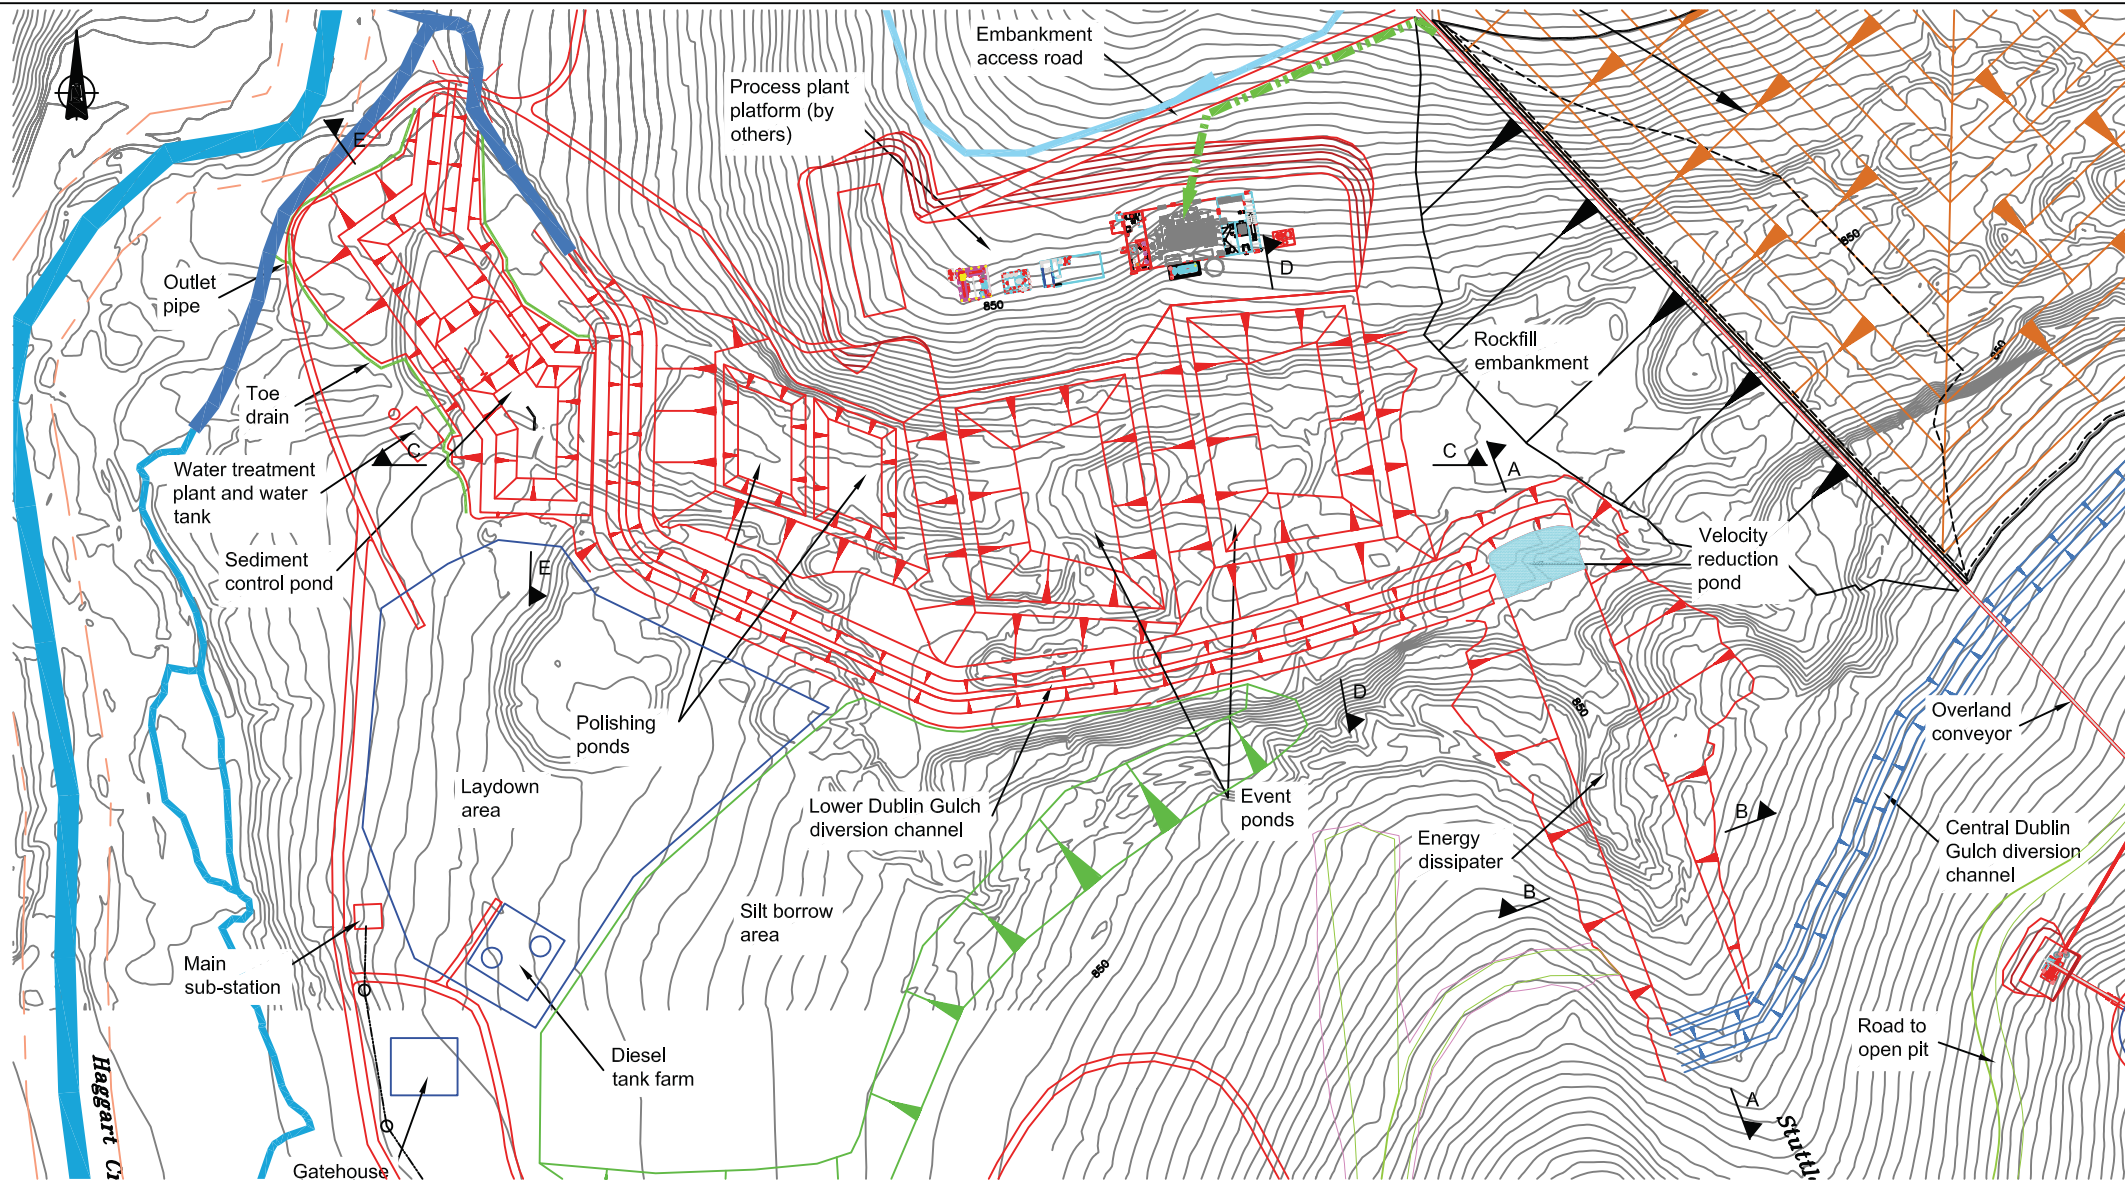 Embankment
access road
Process plant
platform (by
others)
E
D
850
850
850
Outlet
pipe
Rockfill
embankment
Toe
drain
C
C
A
Water treatment
plant and water
tank
Sediment
control pond
E
Velocity
reduction
pond
D
850
Polishing
ponds
Overland
conveyor
Laydown
area
Lower Dublin Gulch
diversion channel
Event
ponds
Energy
dissipater
B
Central Dublin
Gulch diversion
channel
B
Silt borrow
area
850
Main
sub-station
Road to
open pit
Diesel
tank farm
A
Haggart
Gatehouse